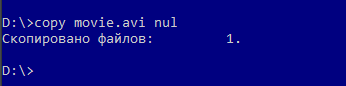 D:\>copy movie.avi nul
Скопировано файлов:         1.
D:\>